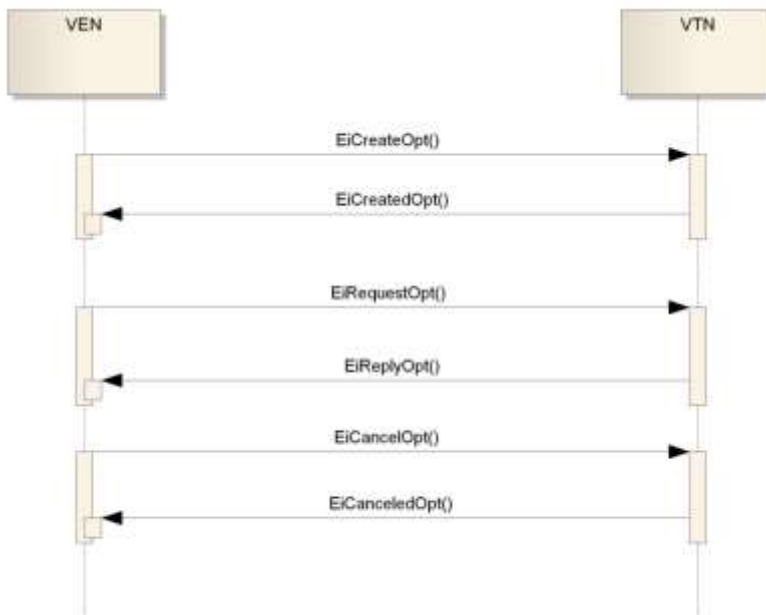 VEN
VTN
EiCreateOpt()
EiCreatedOpt()
EiRequestOpt()
EiReplyOpt()
EiCancelOpt()
EiCanceledOpt()